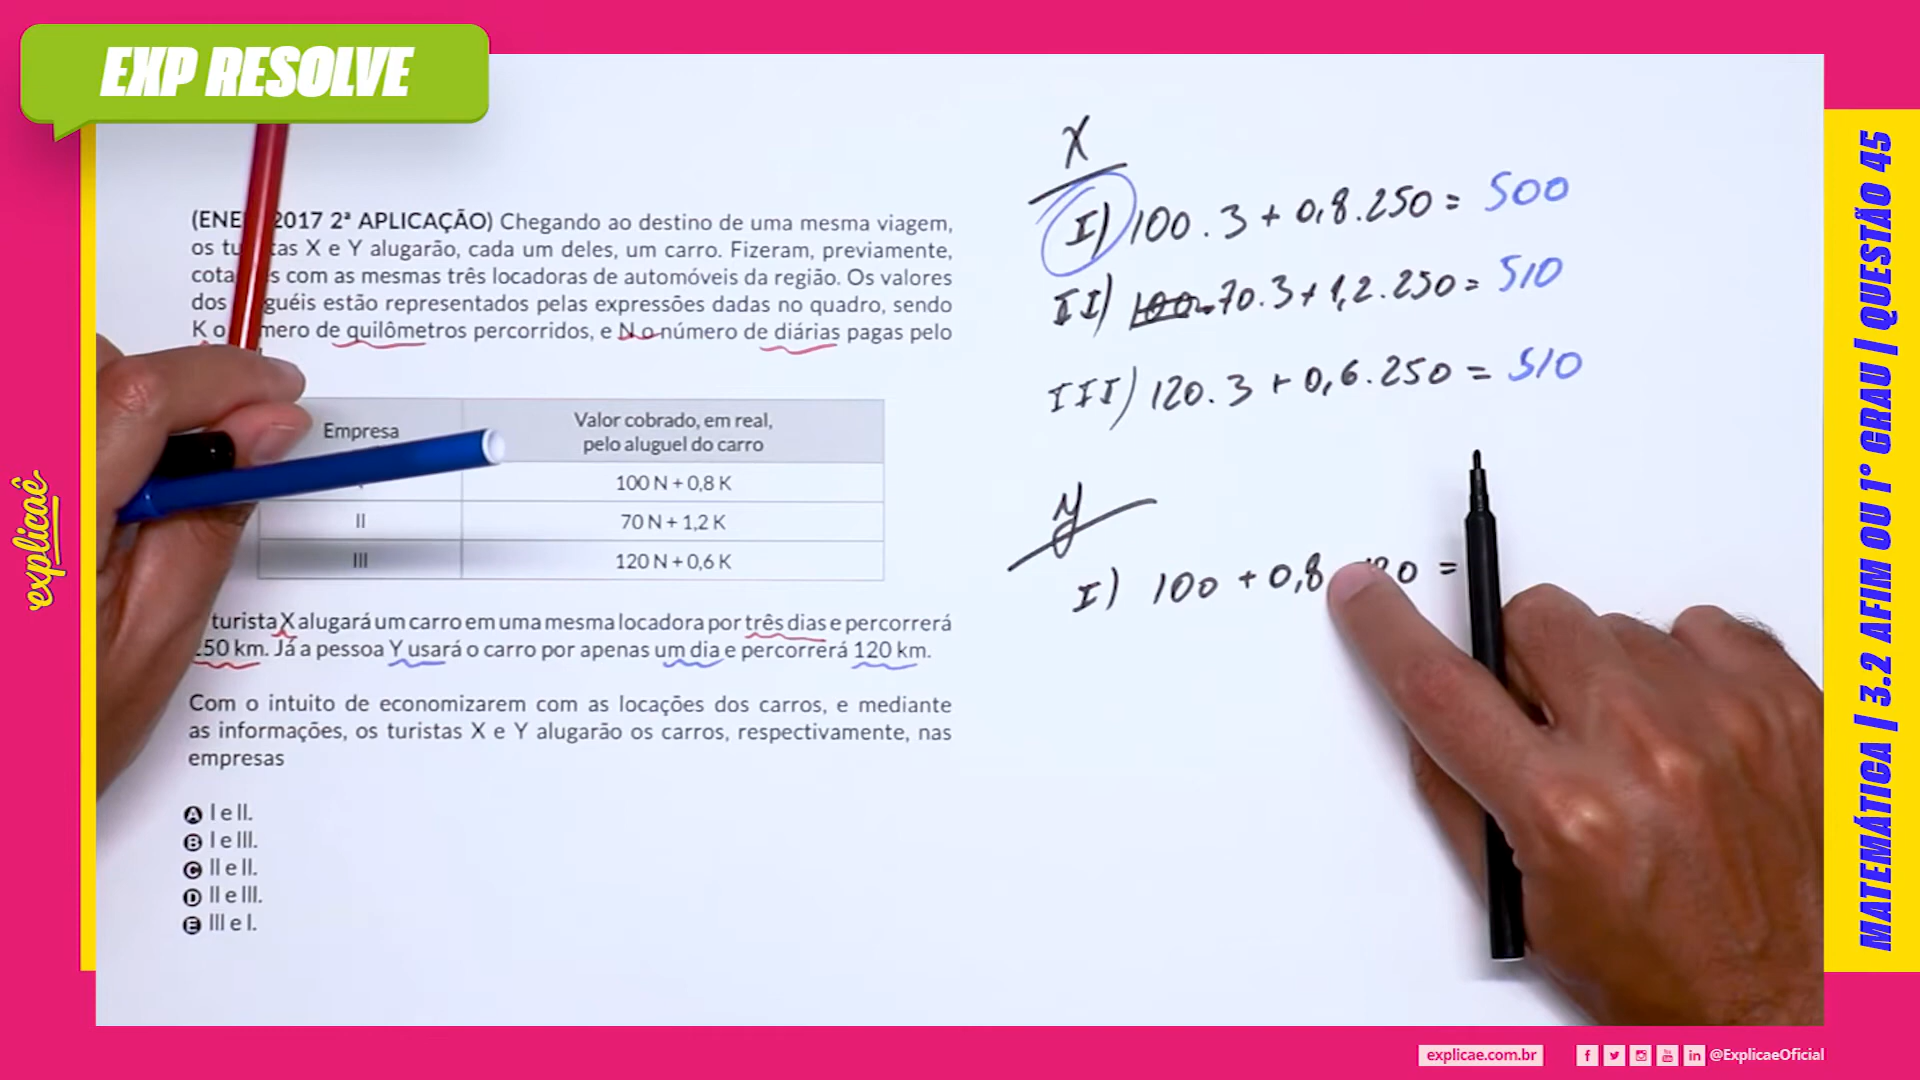 EXP RESOLVE
(ENE 2017 2ª APLICAÇÃO) Chegando ao destino de uma mesma viagem,
os tu tas X e Y alugarão, cada um deles, um carro. Fizeram, previamente,
cota s com as mesmas três locadoras de automóveis da região. Os valores
dos guéis estão representados pelas expressões dadas no quadro, sendo
K o mero de quilômetros percorridos, e N o número de diárias pagas pelo
Empresa
Valor cobrado, em real,
pelo aluguel do carro
100 N + 0,8 K
II
70 N + 1,2 K
III
120 N + 0,6 K
turista X alugará um carro em uma mesma locadora por três dias e percorrerá
50 km. Já a pessoa Y usará o carro por apenas um dia e percorrerá 120 km.
Com o intuito de economizarem com as locações dos carros, e mediante
as informações, os turistas X e Y alugarão os carros, respectivamente, nas
empresas
A I e II.
B I e III.
C II e II.
D II e III.
E III e I.
X
I) 100 . 3 + 0,8 . 250 = 500
II) 70 . 3 + 1,2 . 250 = 510
III) 120 . 3 + 0,6 . 250 = 510
Y
I) 100 + 0,8 120 =
explicaê
MATEMÁTICA | 3.2 AFIM OU 1° GRAU | QUESTÃO 45
explicae.com.br
@ExplicaeOficial